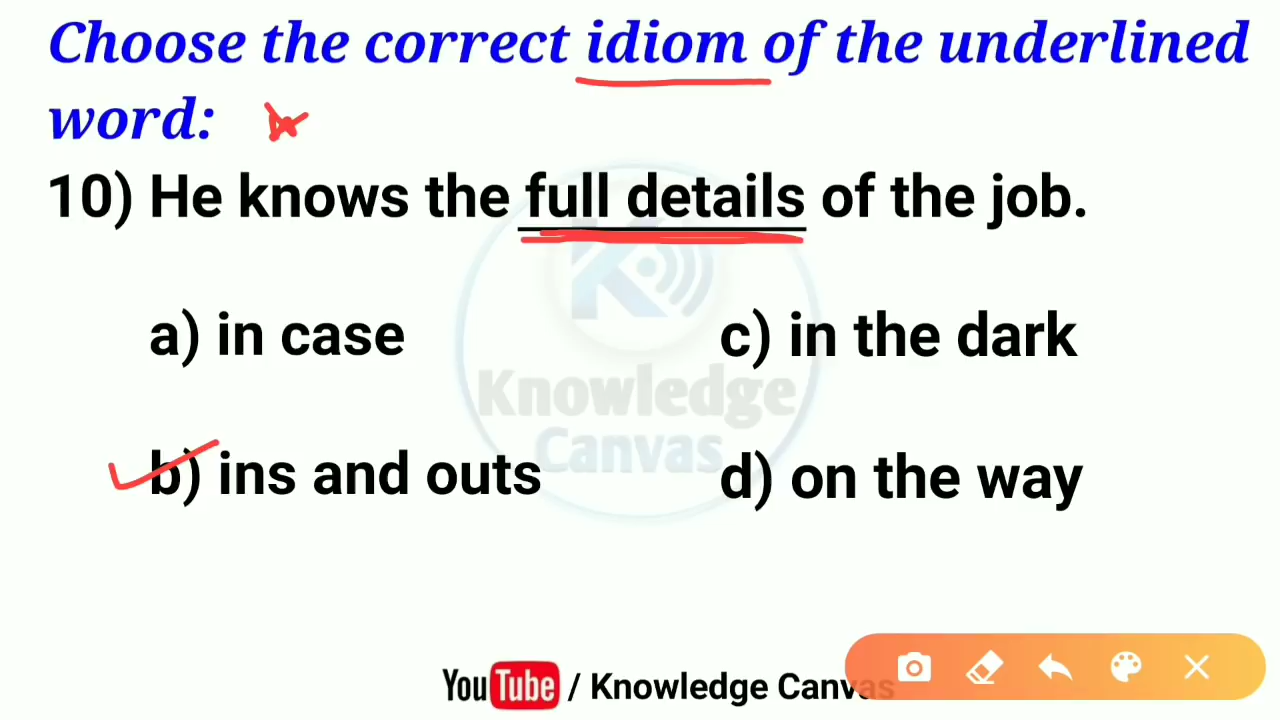 Choose the correct idiom of the underlined
word:
10) He knows the full details of the job.
a) in case
c) in the dark
b) ins and outs
d) on the way
Knowledge
Canvas
YouTube / Knowledge Canvas